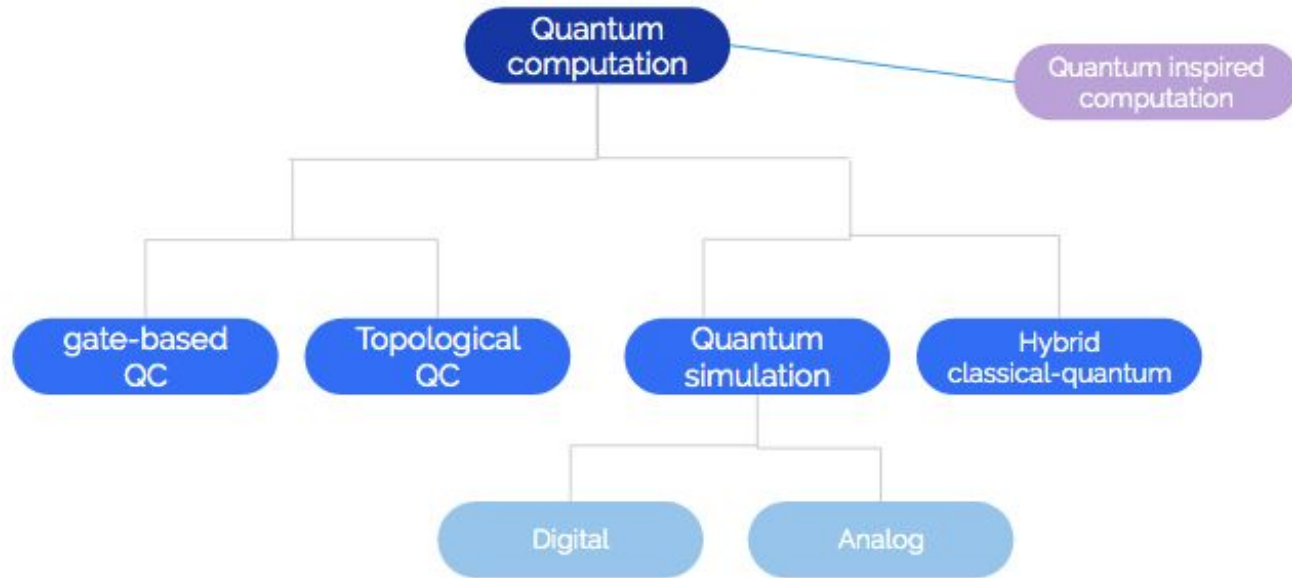 Quantum
computation
Quantum inspired
computation
gate-based
QC
Topological
QC
Quantum
simulation
Hybrid
classical-quantum
Digital
Analog